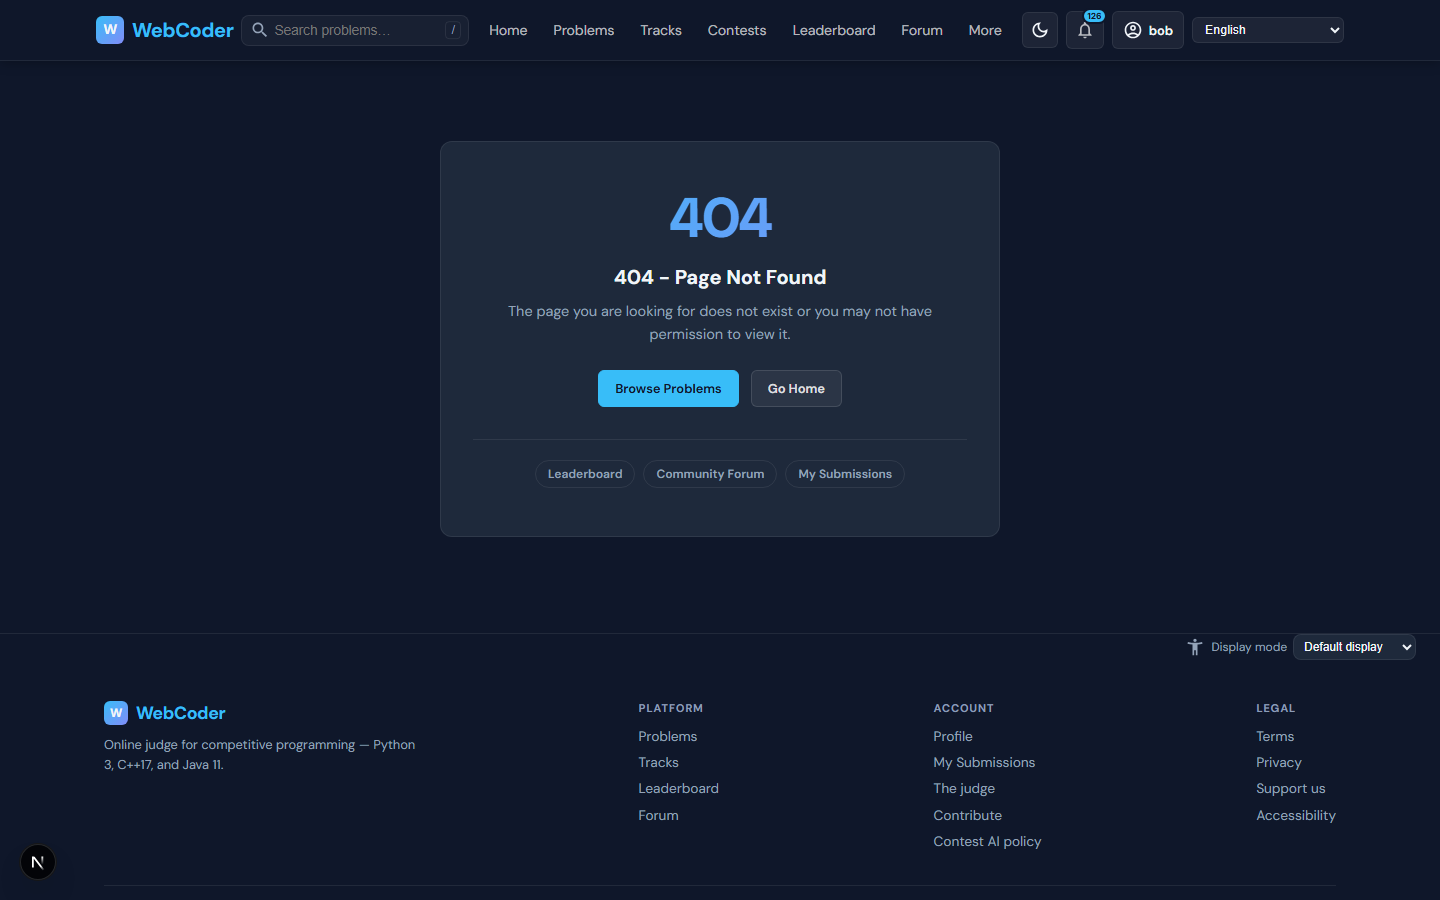 W WebCoder Search problems... / Home Problems Tracks Contests Leaderboard Forum More 126 bob English
404
404 - Page Not Found
The page you are looking for does not exist or you may not have
permission to view it.
Browse Problems Go Home
Leaderboard Community Forum My Submissions
Display mode Default display
W WebCoder
Online judge for competitive programming — Python
3, C++17, and Java 11.
PLATFORM
Problems
Tracks
Leaderboard
Forum
ACCOUNT
Profile
My Submissions
The judge
Contribute
Contest AI policy
LEGAL
Terms
Privacy
Support us
Accessibility
N